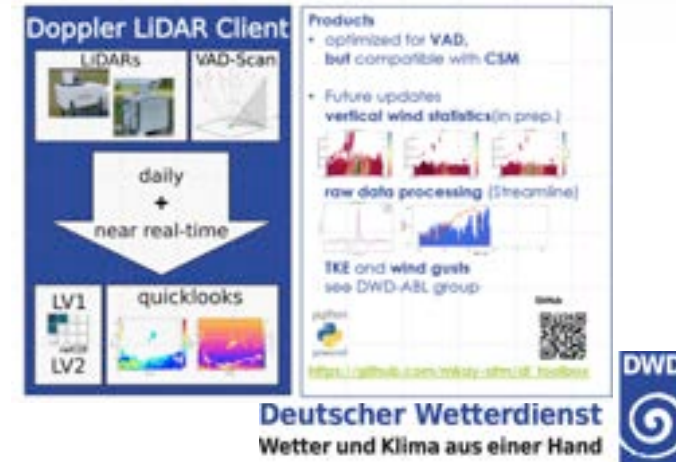 Doppler LiDAR Client
LiDARs
VAD-Scan
daily
+
near real-time
LV1
LV2
quicklooks
Products
• optimized for VAD,
but compatible with CSM
• Future updates
vertical wind statistics (in prep.)
raw data processing (Streamline)
TKE and wind gusts
see DWD-ABL group
python
powered
GitHub
Deutscher Wetterdienst
Wetter und Klima aus einer Hand
DWD